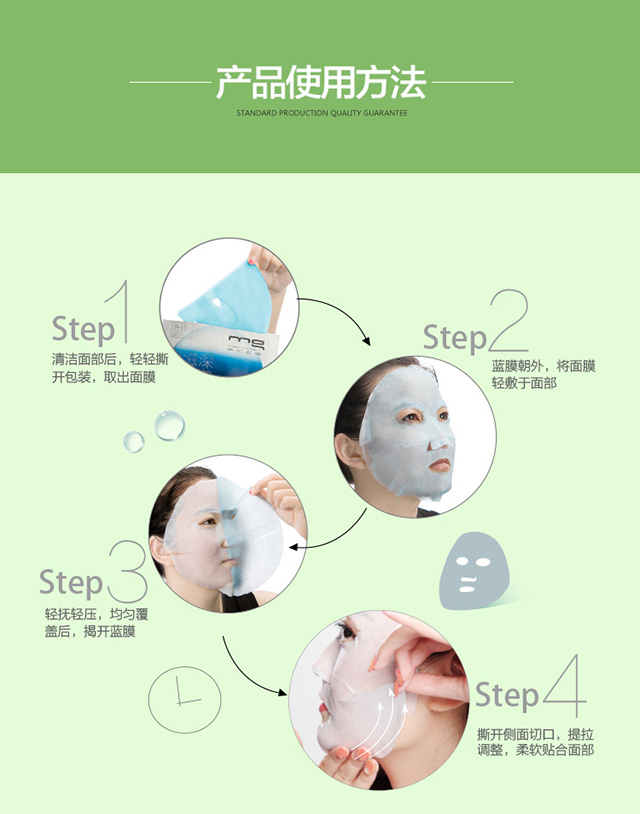 产品使用方法
STANDARD PRODUCTION QUALITY GUARANTEE
Step1
清洁面部后，轻轻撕
开包装，取出面膜
Step2
蓝膜朝外，将面膜
轻敷于面部
Step3
轻抚轻压，均匀覆
盖后，揭开蓝膜
Step4
撕开侧面切口，提拉
调整，柔软贴合面部